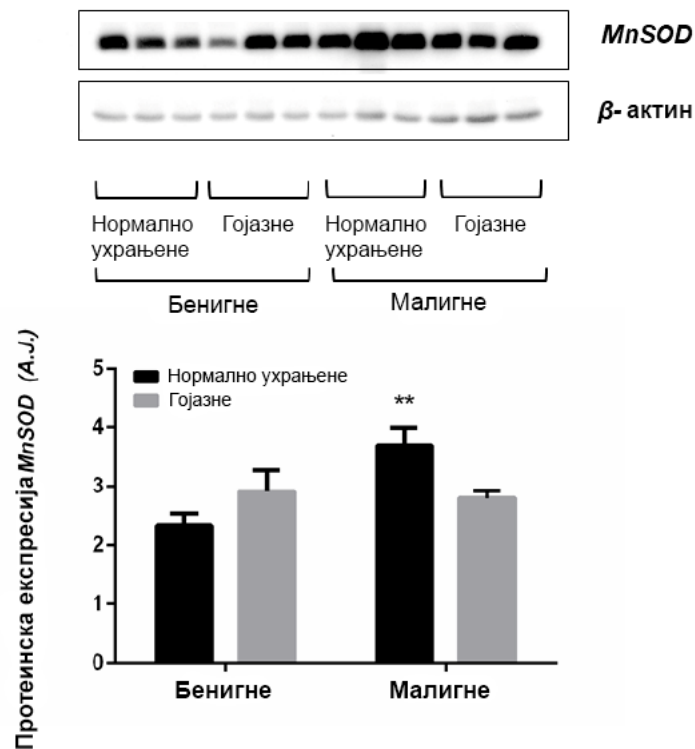 MnSOD
β- актин
Нормално
ухрањене
Гојазне
Нормално
ухрањене
Гојазне
Бенигне
Малигне
Протеинска експресија MnSOD (A.J.)
5
4
3
2
1
0
Нормално ухрањене
Гојазне
**
Бенигне
Малигне